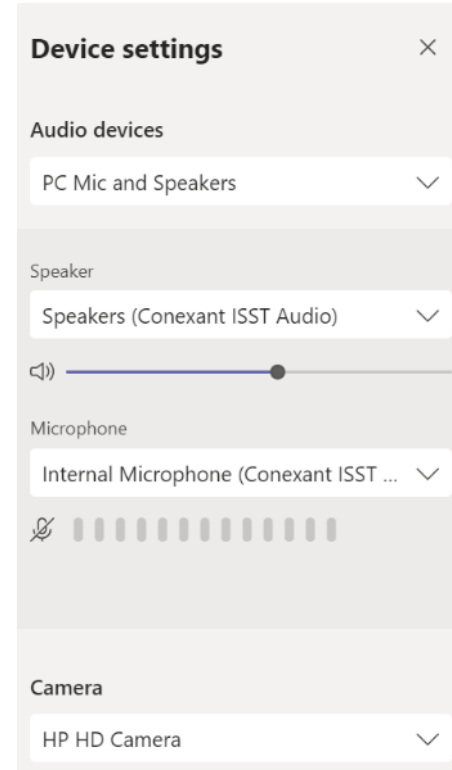 Device settings
Audio devices
PC Mic and Speakers
Speaker
Speakers (Conexant ISST Audio)
Microphone
Internal Microphone (Conexant ISST ...
Camera
HP HD Camera